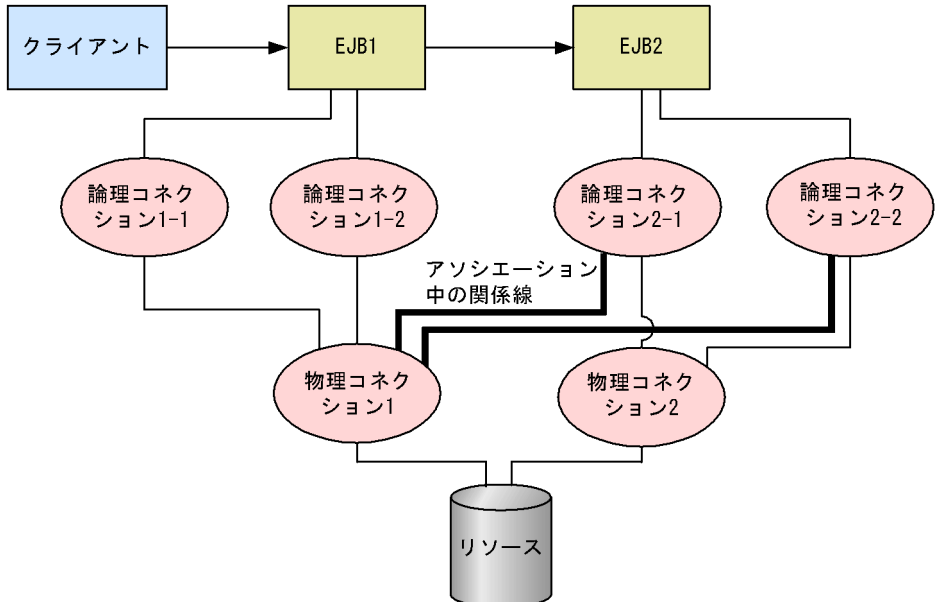 クライアント
EJB1
EJB2
論理コネク
ション1-1
論理コネク
ション1-2
論理コネク
ション2-1
論理コネク
ション2-2
アソシエーション
中の関係線
物理コネク
ション1
物理コネク
ション2
リソース